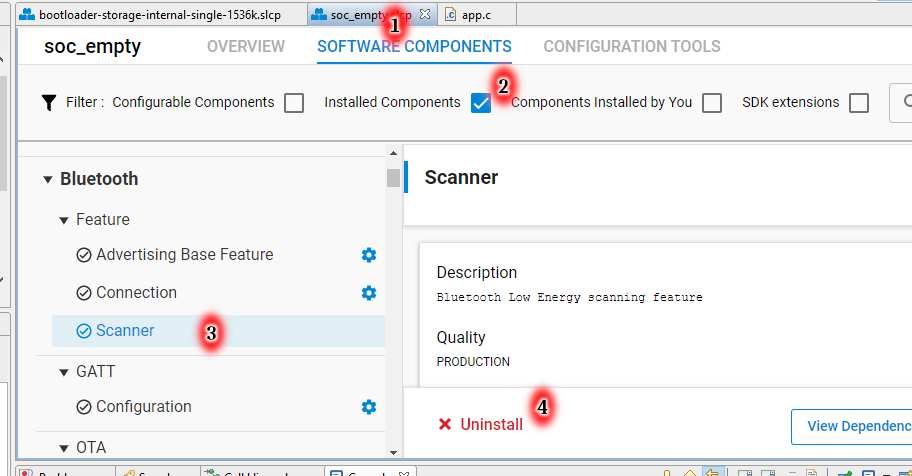 bootloader-storage-internal-single-1536k.slcp
soc_empty.slcp
app.c
1
soc_empty
OVERVIEW
SOFTWARE COMPONENTS
CONFIGURATION TOOLS
2
Filter : Configurable Components
Installed Components
Components Installed by You
SDK extensions
Bluetooth
Feature
Advertising Base Feature
Connection
Scanner
3
GATT
Configuration
OTA
Scanner
Description
Bluetooth Low Energy scanning feature
Quality
PRODUCTION
4
Uninstall
View Dependenc